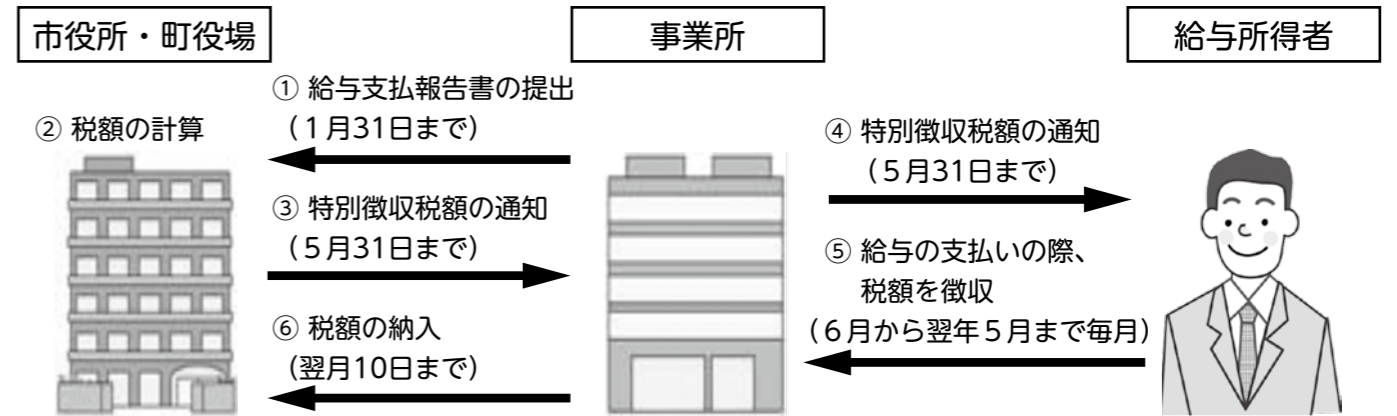 市役所・町役場
事業所
給与所得者
① 給与支払報告書の提出
（１月31日まで）
② 税額の計算
③ 特別徴収税額の通知
（５月31日まで）
④ 特別徴収税額の通知
（５月31日まで）
⑤ 給与の支払いの際、
税額を徴収
（６月から翌年５月まで毎月）
⑥ 税額の納入
（翌月10日まで）